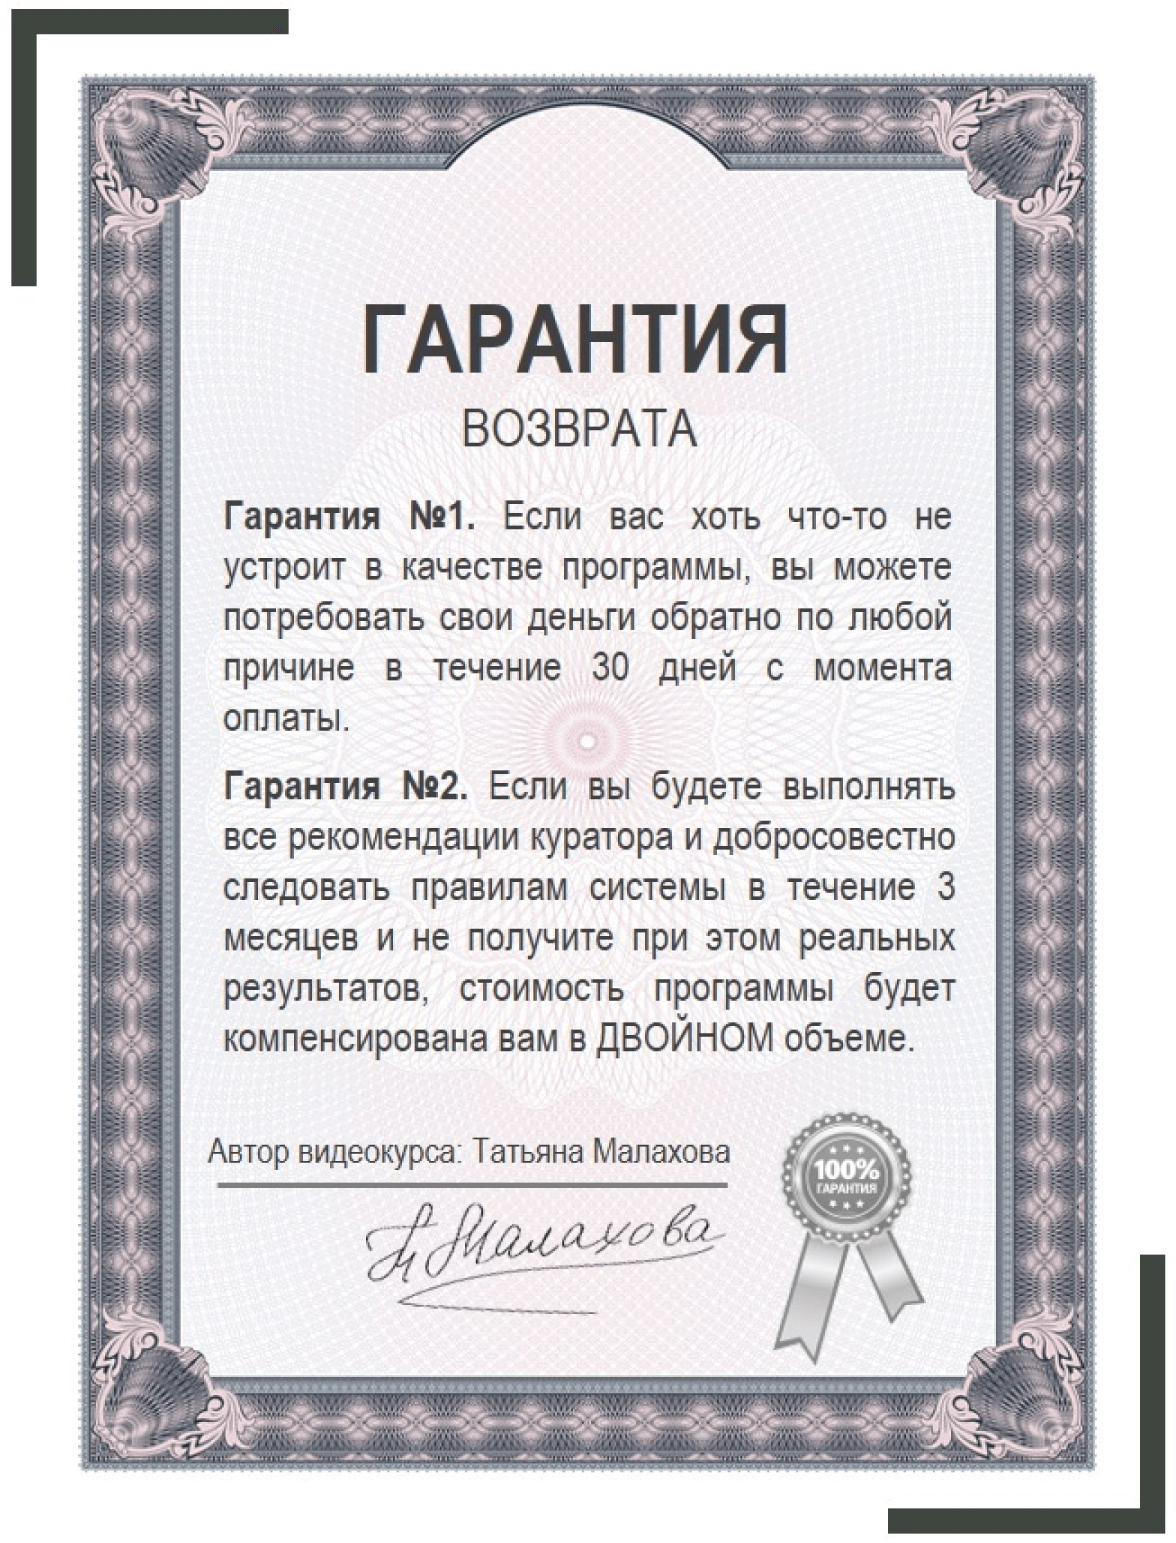 ГАРАНТИЯ
ВОЗВРАТА
Гарантия №1. Если вас хоть что-то не
устроит в качестве программы, вы можете
потребовать свои деньги обратно по любой
причине в течение 30 дней с момента
оплаты.
Гарантия №2. Если вы будете выполнять
все рекомендации куратора и добросовестно
следовать правилам системы в течение 3
месяцев и не получите при этом реальных
результатов, стоимость программы будет
компенсирована вам в ДВОЙНОМ объеме.
Автор видеокурса: Татьяна Малахова
100%
ГАРАНТИЯ
Т Малахова